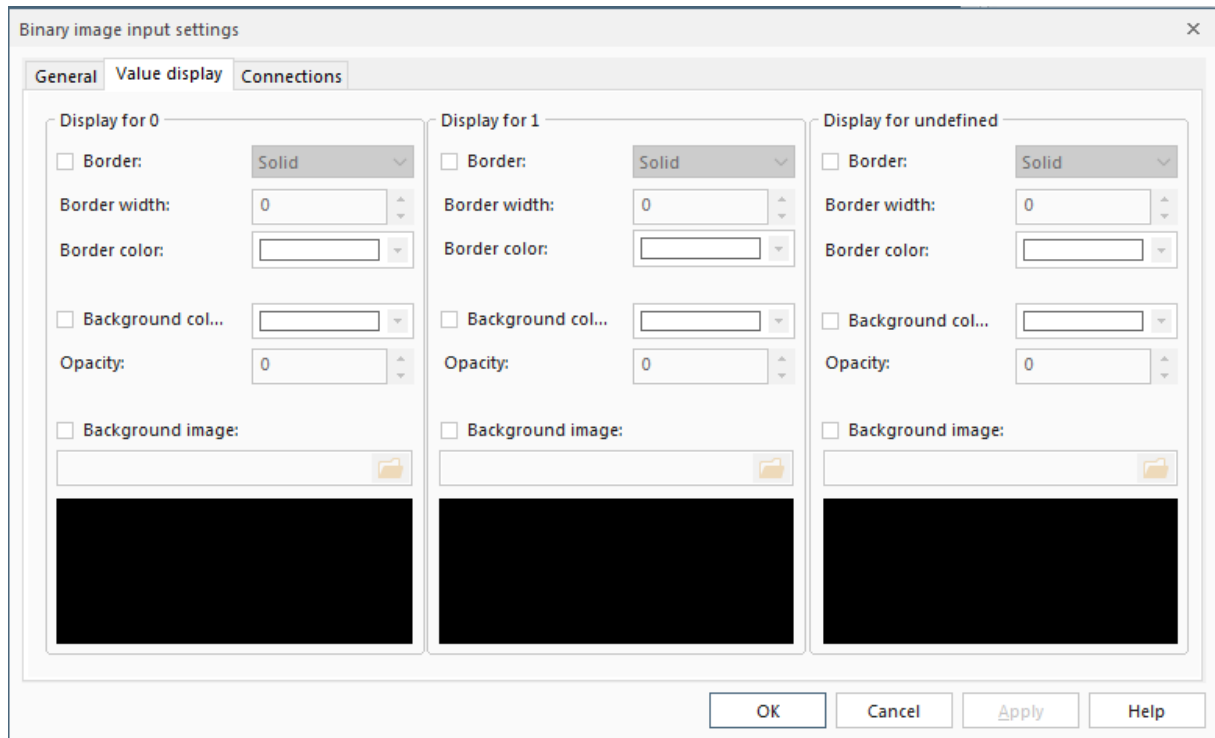 Binary image input settings
General Value display Connections
Display for 0
Border: Solid
Border width: 0
Border color:
Background col...
Opacity: 0
Background image:
Display for 1
Border: Solid
Border width: 0
Border color:
Background col...
Opacity: 0
Background image:
Display for undefined
Border: Solid
Border width: 0
Border color:
Background col...
Opacity: 0
Background image:
OK Cancel Apply Help